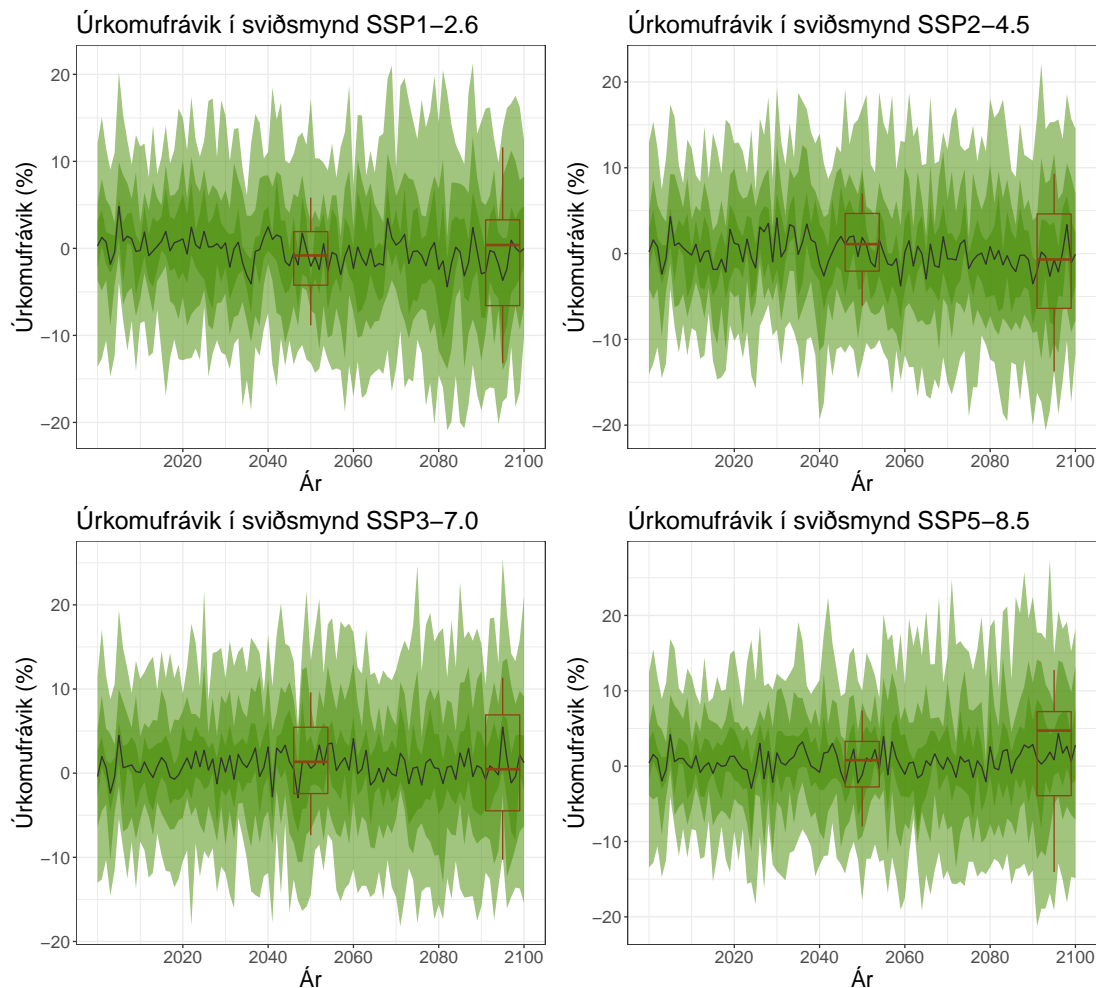 Úrkomufrávik í sviðsmynd SSP1−2.6
Úrkomufrávik (%)
20
10
0
−10
−20
2020 2040 2060 2080 2100
Ár
Úrkomufrávik í sviðsmynd SSP2−4.5
Úrkomufrávik (%)
20
10
0
−10
−20
2020 2040 2060 2080 2100
Ár
Úrkomufrávik í sviðsmynd SSP3−7.0
Úrkomufrávik (%)
20
10
0
−10
−20
2020 2040 2060 2080 2100
Ár
Úrkomufrávik í sviðsmynd SSP5−8.5
Úrkomufrávik (%)
20
10
0
−10
−20
2020 2040 2060 2080 2100
Ár